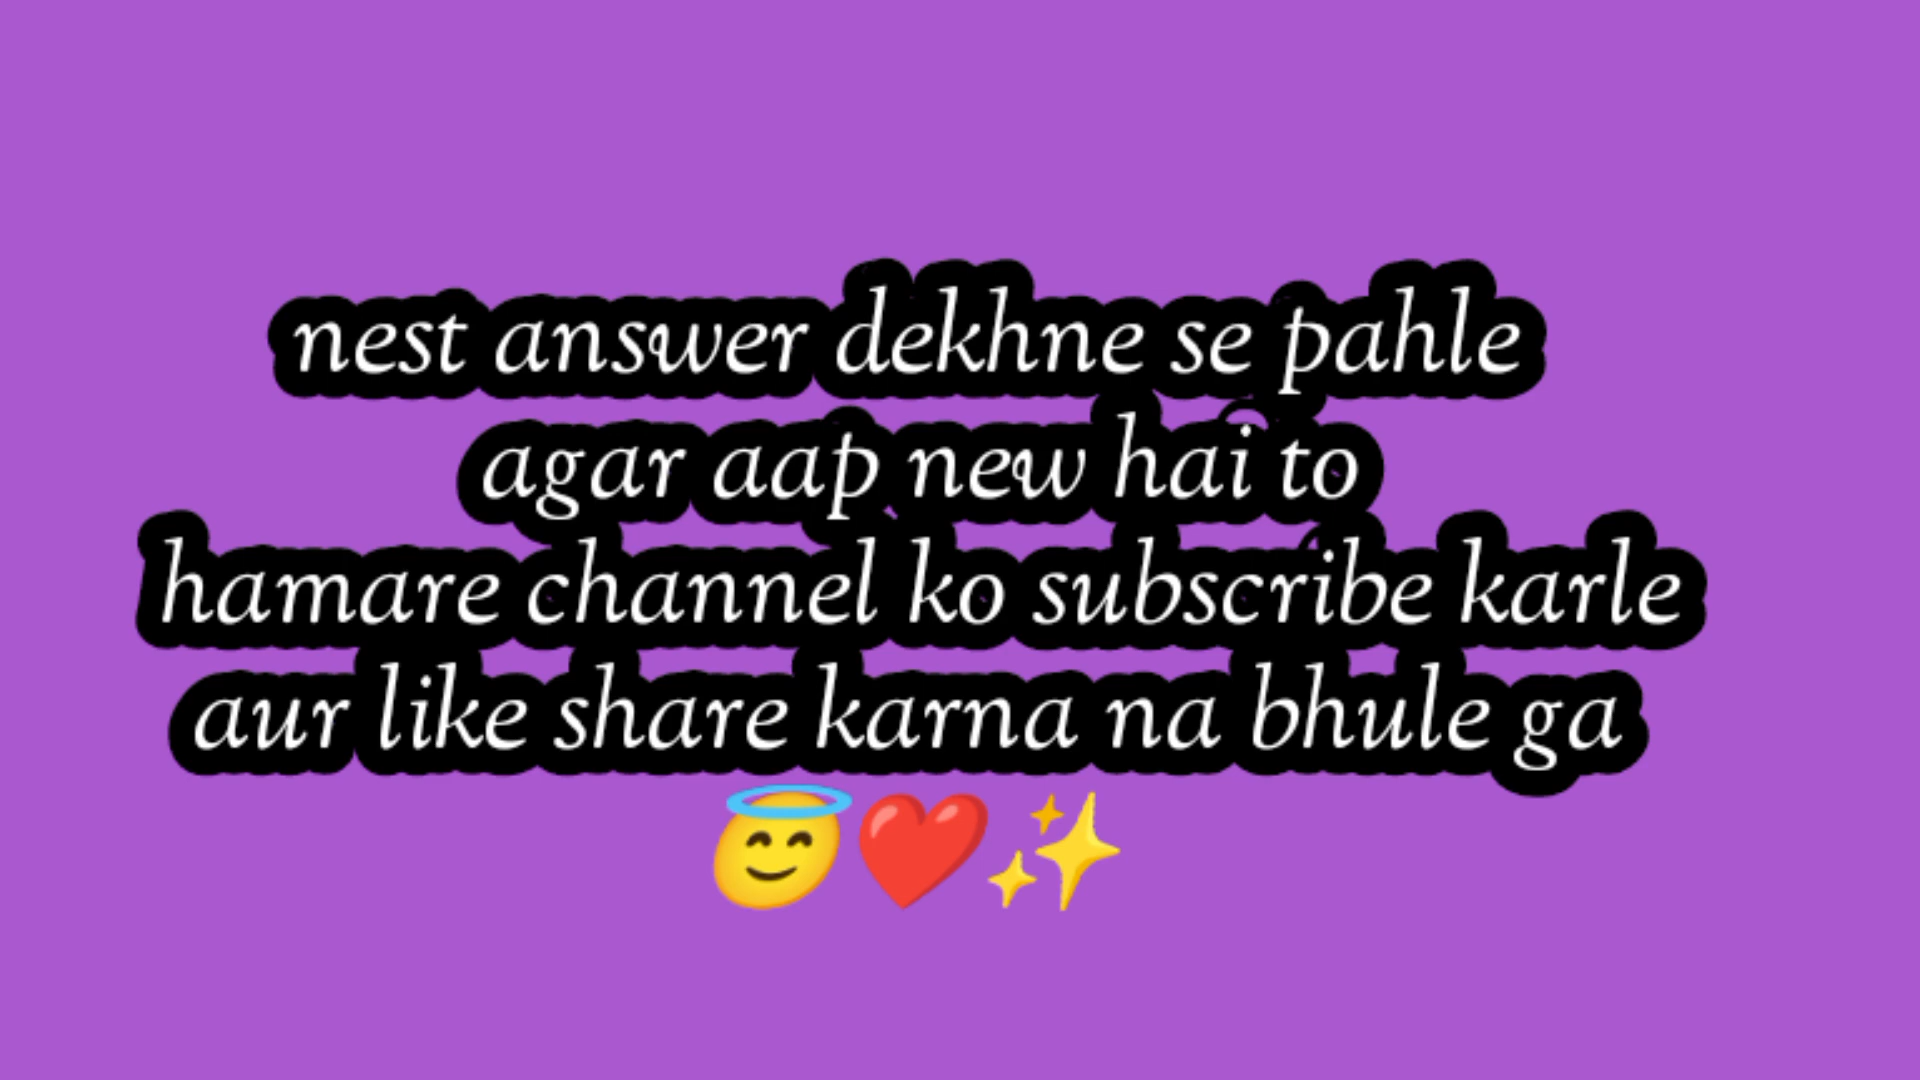 nest answer dekhne se pahle
agar aap new hai to
hamare channel ko subscribe karle
aur like share karna na bhule ga
😇❤️✨